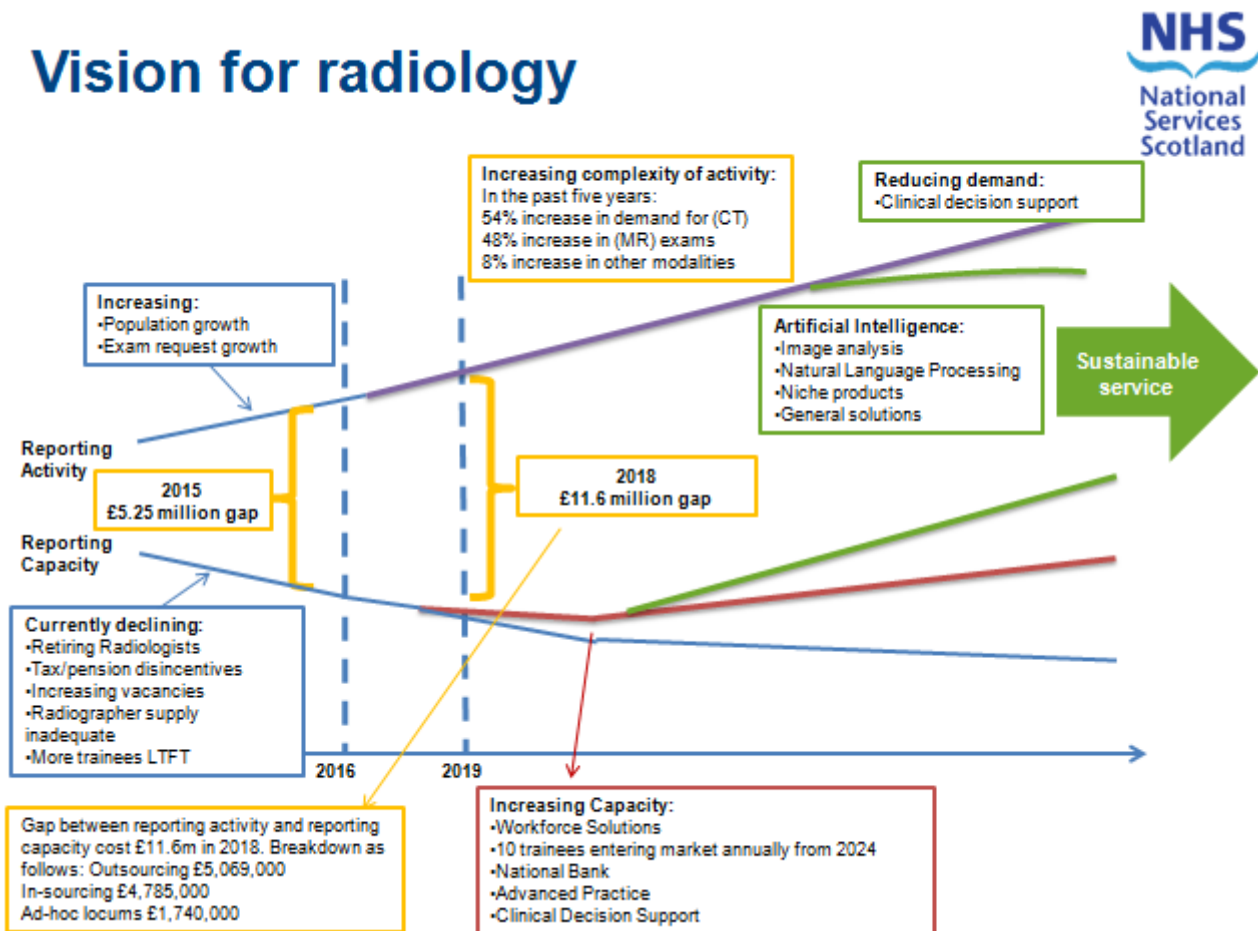 Vision for radiology
NHS
National
Services
Scotland
Increasing complexity of activity:
In the past five years:
54% increase in demand for (CT)
48% increase in (MR) exams
8% increase in other modalities
Reducing demand:
•Clinical decision support
Increasing:
•Population growth
•Exam request growth
Artificial Intelligence:
•Image analysis
•Natural Language Processing
•Niche products
•General solutions
Sustainable
service
Reporting
Activity
2015
£5.25 million gap
2018
£11.6 million gap
Reporting
Capacity
Currently declining:
•Retiring Radiologists
•Tax/pension disincentives
•Increasing vacancies
•Radiographer supply
inadequate
•More trainees LTFT
2016
2019
Gap between reporting activity and reporting
capacity cost £11.6m in 2018. Breakdown as
follows: Outsourcing £5,069,000
In-sourcing £4,785,000
Ad-hoc locums £1,740,000
Increasing Capacity:
•Workforce Solutions
•10 trainees entering market annually from 2024
•National Bank
•Advanced Practice
•Clinical Decision Support